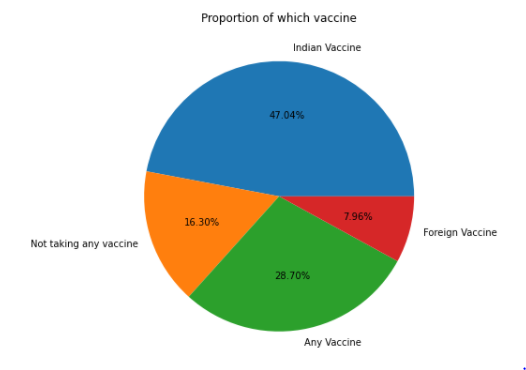 Proportion of which vaccine
Indian Vaccine
47.04%
16.30%
7.96%
Not taking any vaccine
Foreign Vaccine
28.70%
Any Vaccine